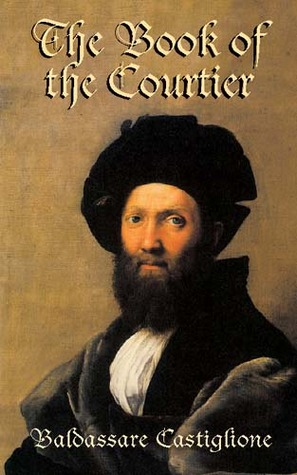 The Book of
the Courtier
Baldassare Castiglione